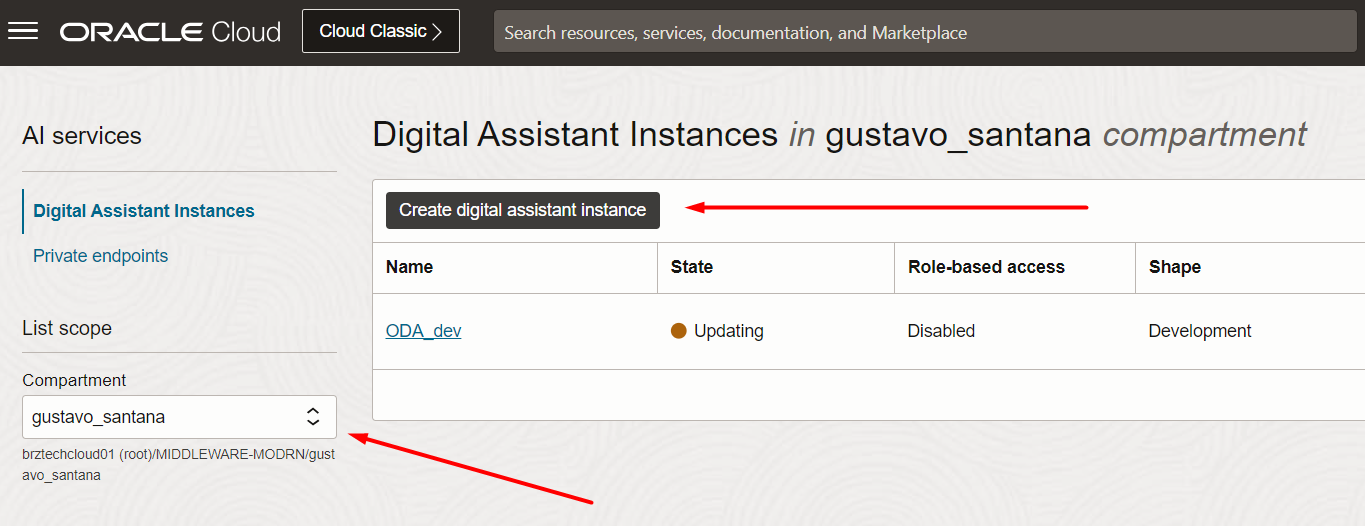 ORACLE Cloud
Cloud Classic
Search resources, services, documentation, and Marketplace
AI services
Digital Assistant Instances
Private endpoints
List scope
Compartment
gustavo_santana
brztechcloud01 (root)/MIDDLEWARE-MODRN/gust
avo_santana
Digital Assistant Instances in gustavo_santana compartment
Create digital assistant instance
Name State Role-based access Shape
ODA_dev Updating Disabled Development